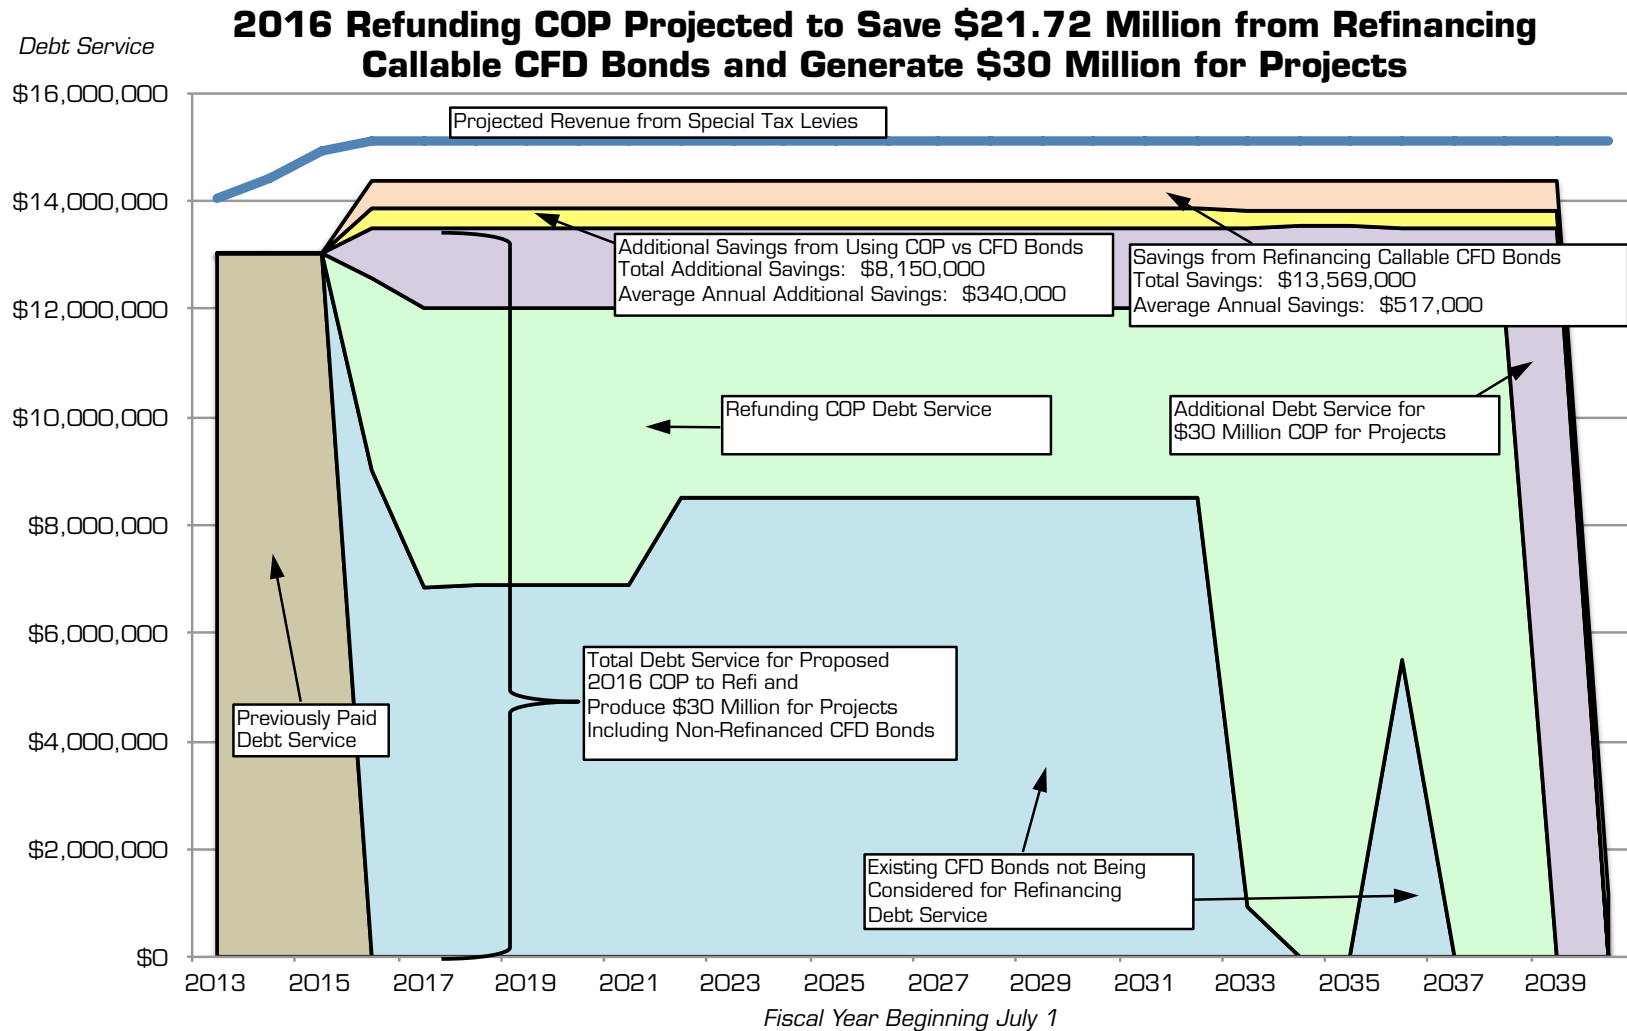 2016 Refunding COP Projected to Save $21.72 Million from Refinancing
Callable CFD Bonds and Generate $30 Million for Projects
Debt Service
$16,000,000
$14,000,000
$12,000,000
$10,000,000
$8,000,000
$6,000,000
$4,000,000
$2,000,000
$0
Projected Revenue from Special Tax Levies
Additional Savings from Using COP vs CFD Bonds
Total Additional Savings: $8,150,000
Average Annual Additional Savings: $340,000
Savings from Refinancing Callable CFD Bonds
Total Savings: $13,569,000
Average Annual Savings: $517,000
Refunding COP Debt Service
Additional Debt Service for
$30 Million COP for Projects
Total Debt Service for Proposed
2016 COP to Refi and
Produce $30 Million for Projects
Including Non-Refinanced CFD Bonds
Previously Paid
Debt Service
Existing CFD Bonds not Being
Considered for Refinancing
Debt Service
2013 2015 2017 2019 2021 2023 2025 2027 2029 2031 2033 2035 2037 2039
Fiscal Year Beginning July 1